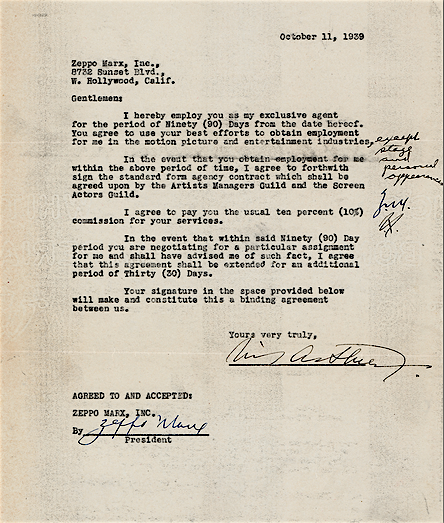 October 11, 1939
Zeppo Marx, Inc.,
8732 Sunset Blvd.,
W. Hollywood, Calif.
Gentlemen:
I hereby employ you as my exclusive agent
for the period of Ninety (90) Days from the date hereof.
You agree to use your best efforts to obtain employment
for me in the motion picture and entertainment industries,
except
stage
and
personal
appearances
In the event that you obtain employment for me
within the above period of time, I agree to forthwith
sign the standard form agency contract which shall be
agreed upon by the Artists Managers Guild and the Screen
Actors Guild.
I agree to pay you the usual ten percent (10%)
commission for your services.
In the event that within said Ninety (90) Day
period you are negotiating for a particular assignment
for me and shall have advised me of such fact, I agree
that this agreement shall be extended for an additional
period of Thirty (30) Days.
Your signature in the space provided below
will make and constitute this a binding agreement
between us.
Yours very truly,
AGREED TO AND ACCEPTED:
ZEPPO MARX, INC.
By Zeppo Marx
President